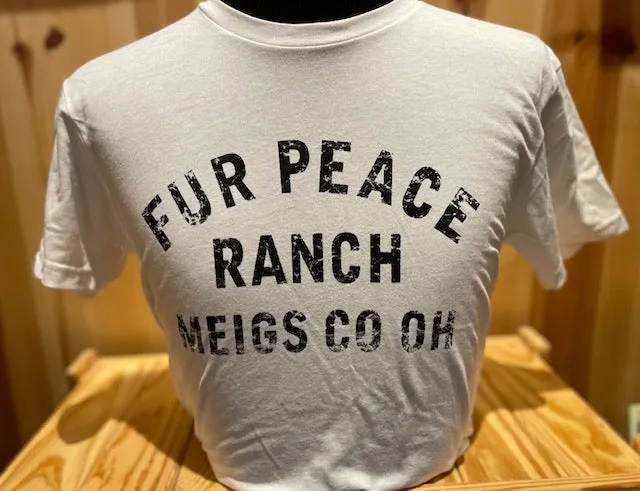 FUR PEACE
RANCH
MEIGS CO OH